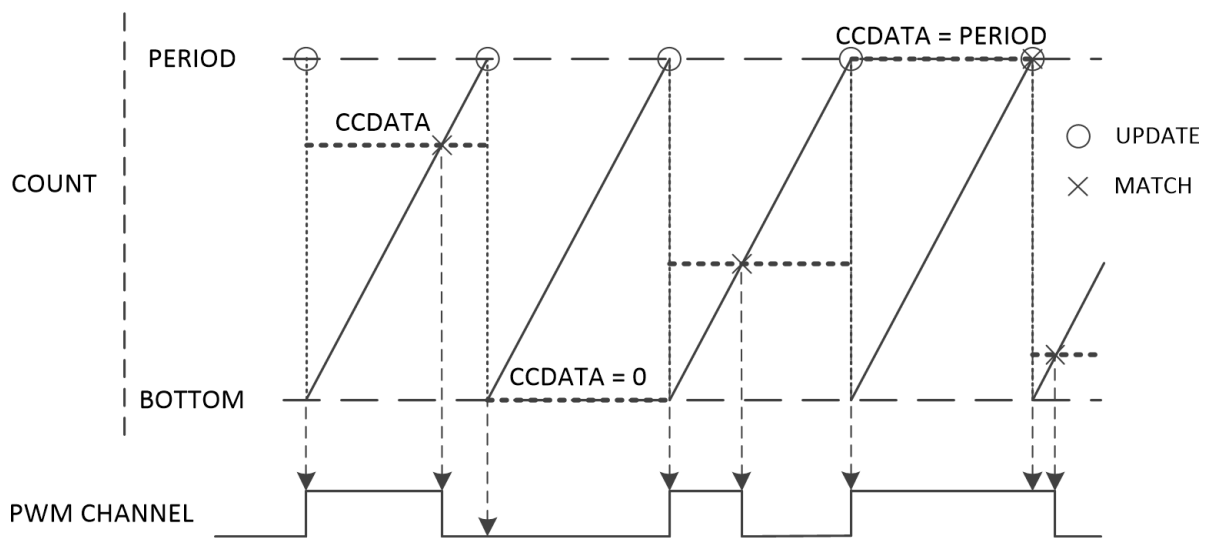 CCDATA = PERIOD
PERIOD
CCDATA
UPDATE
COUNT
MATCH
CCDATA = 0
BOTTOM
PWM CHANNEL